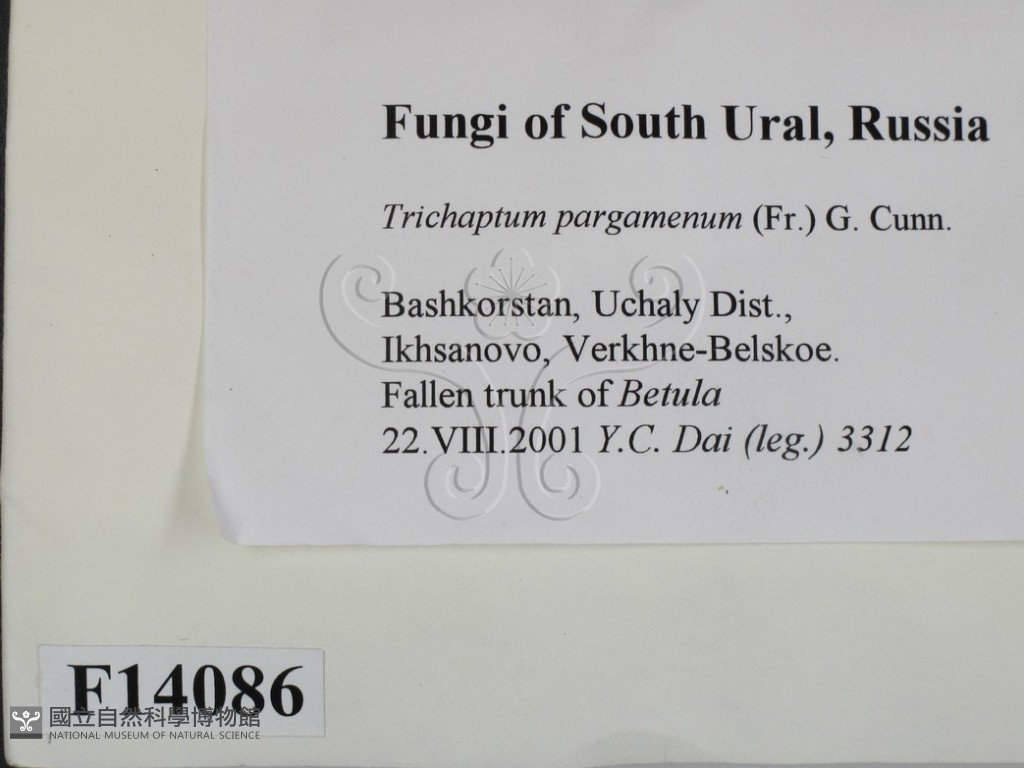 Fungi of South Ural, Russia
Trichaptum pargamenum (Fr.) G. Cunn.
Bashkorstan, Uchaly Dist.,
Ikhsanovo, Verkhne-Belskoe.
Fallen trunk of Betula
22.VIII.2001 Y.C. Dai (leg.) 3312
F14086
國立自然科學博物館
NATIONAL MUSEUM OF NATURAL SCIENCE